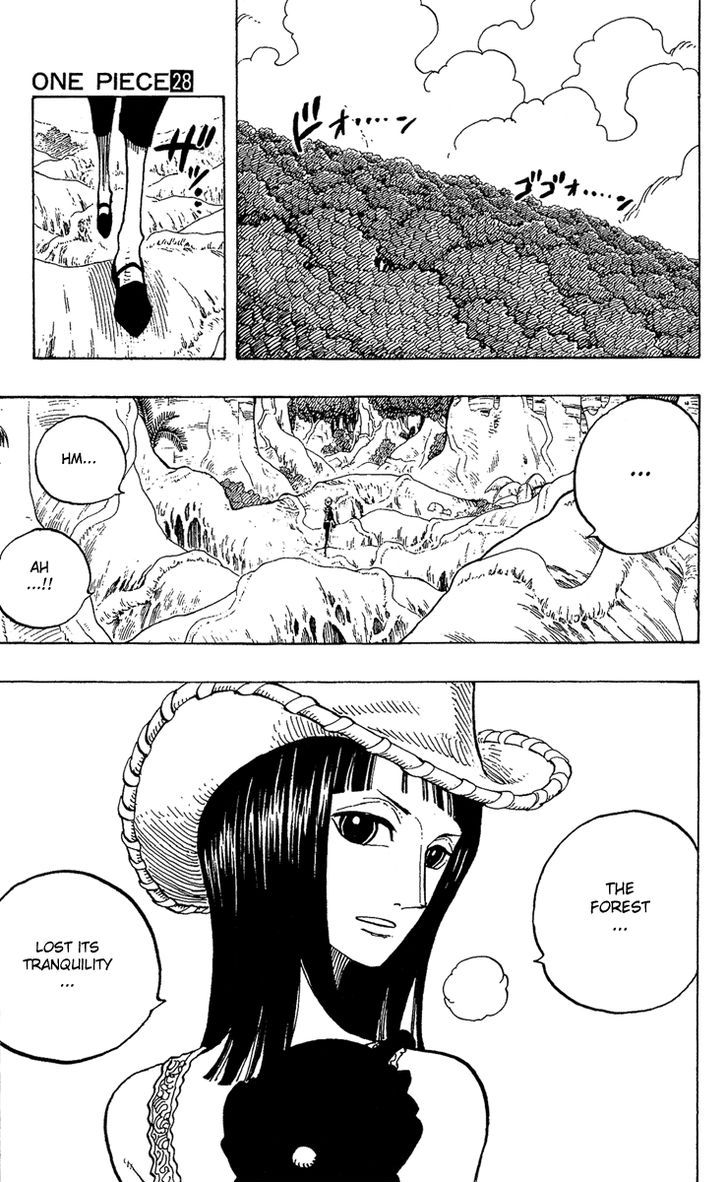 ONE PIECE 28
ドォ……ン
ゴゴォ……ン
ザッ…
...
HM...
AH
...!!
THE
FOREST
...
LOST ITS
TRANQUILITY
...